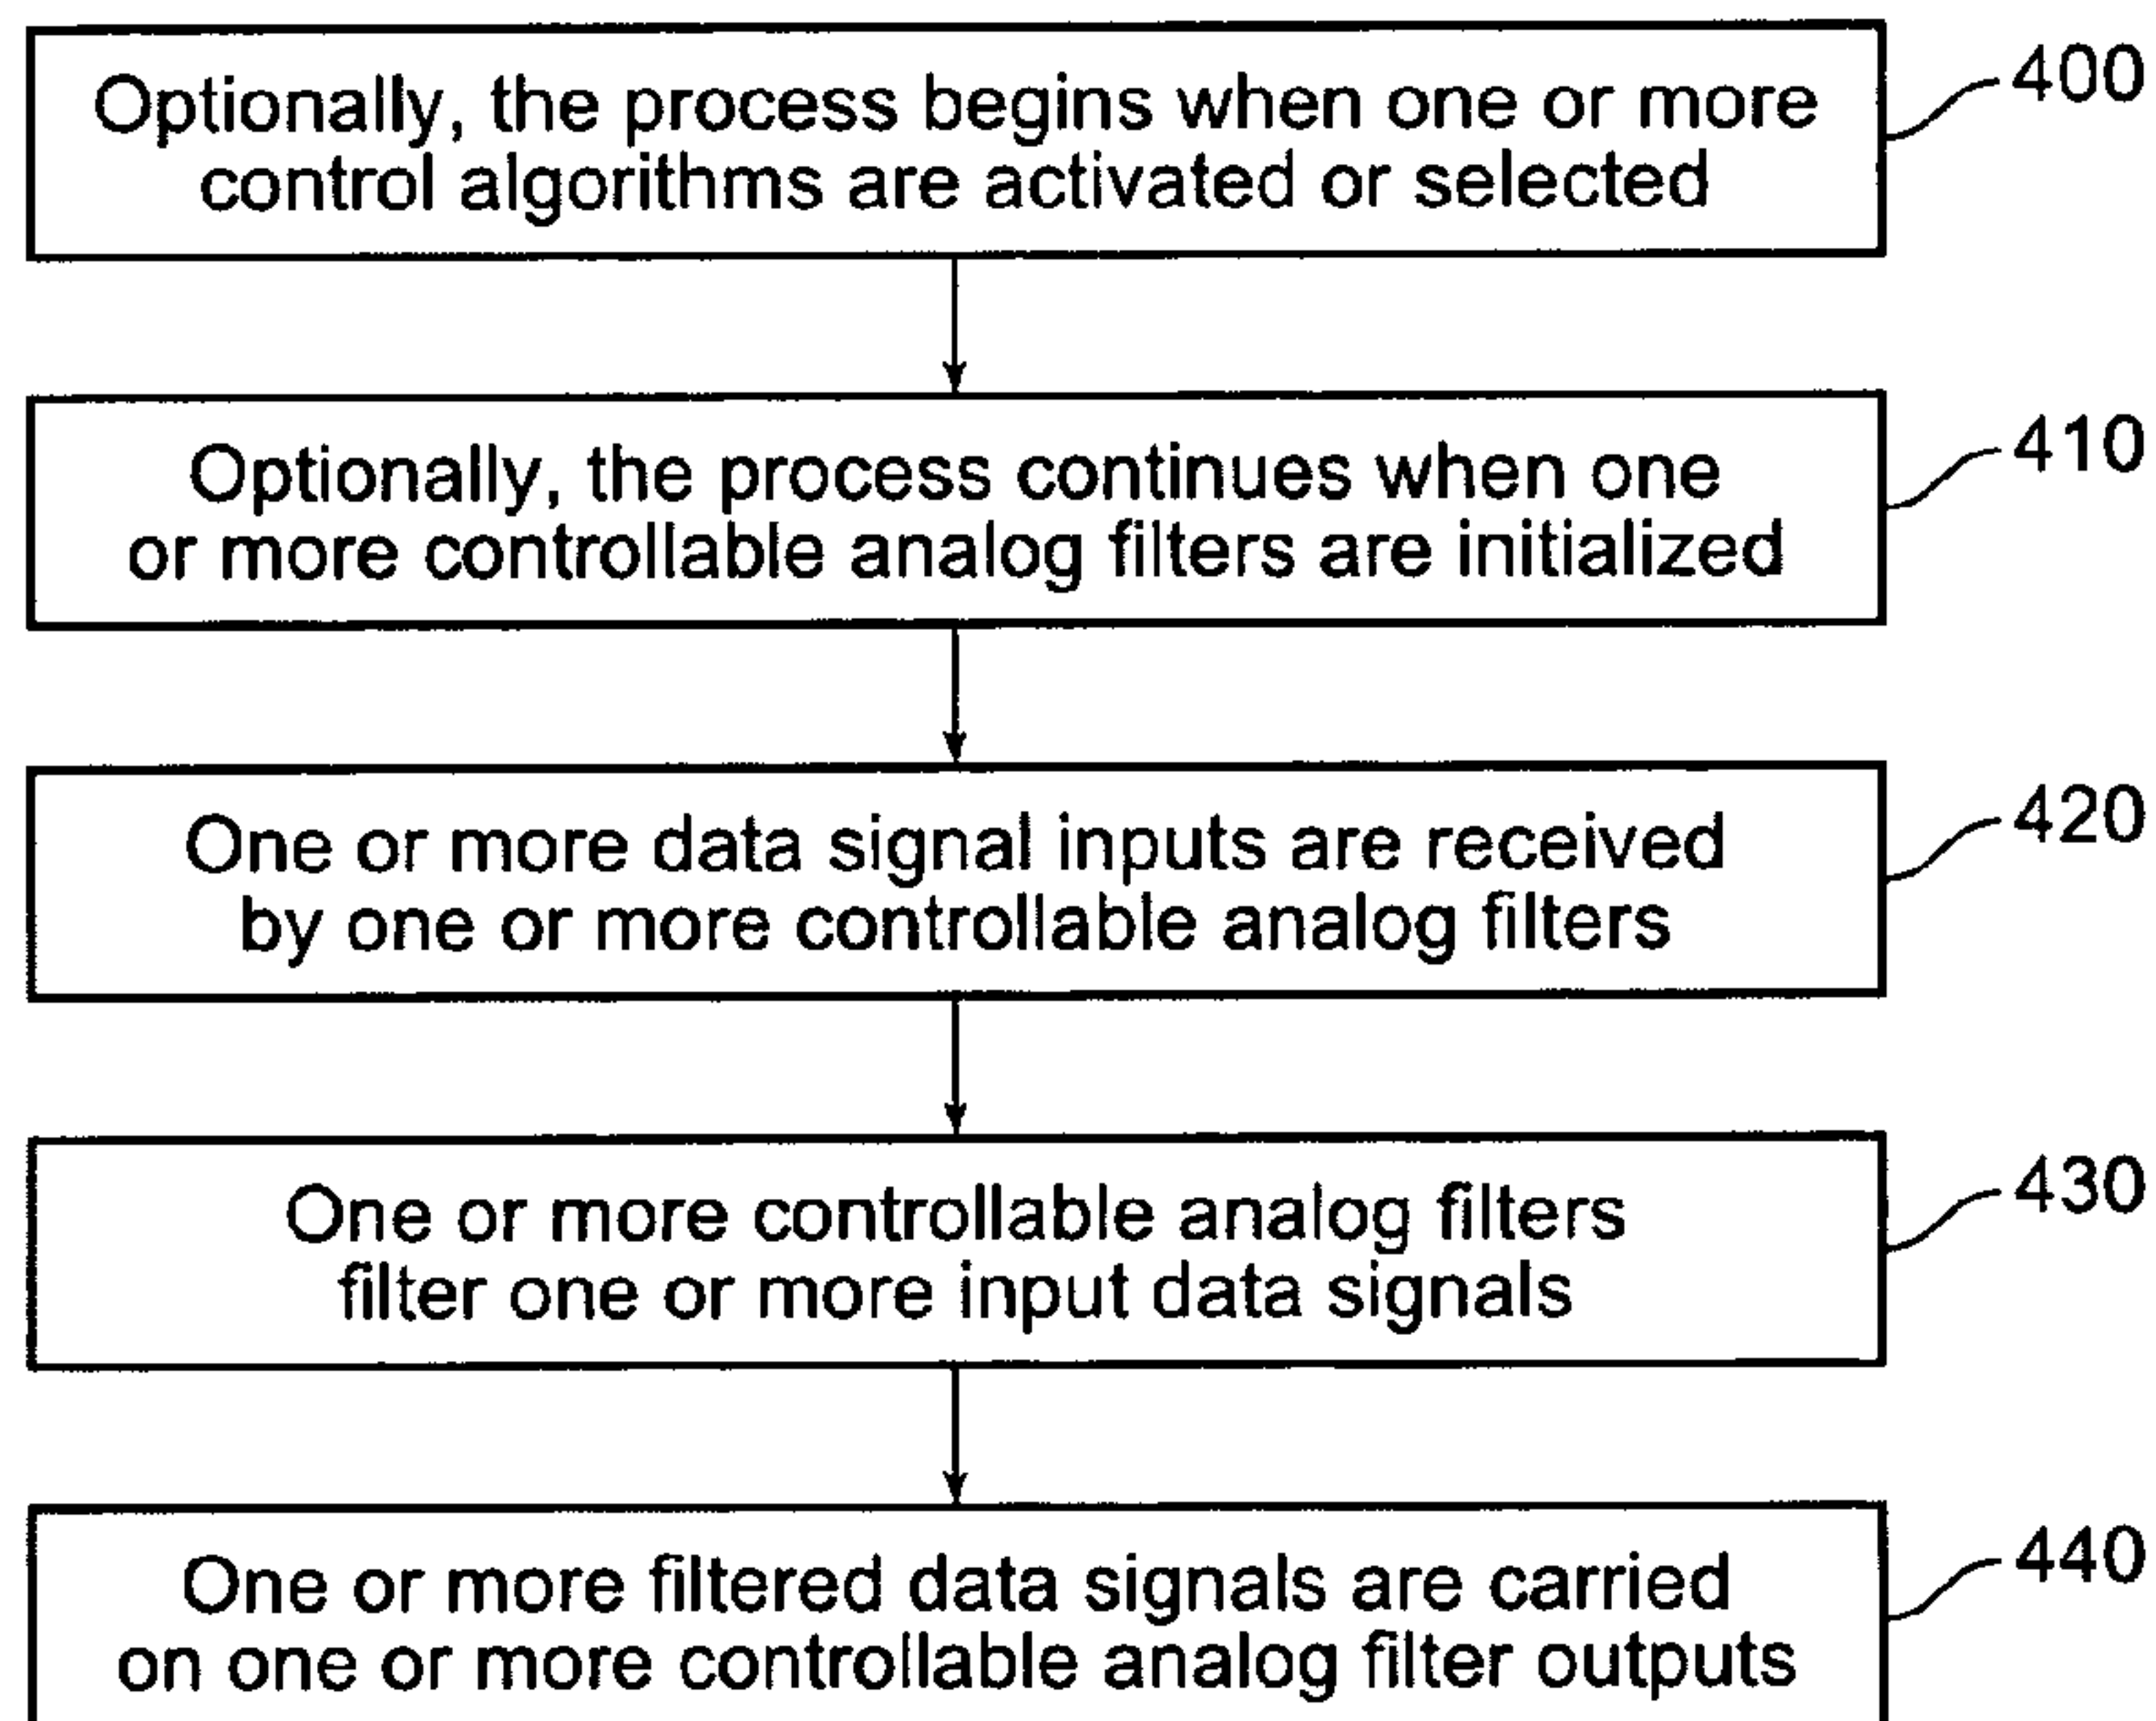 Optionally, the process begins when one or more
control algorithms are activated or selected
400
Optionally, the process continues when one
or more controllable analog filters are initialized
410
One or more data signal inputs are received
by one or more controllable analog filters
420
One or more controllable analog filters
filter one or more input data signals
430
One or more filtered data signals are carried
on one or more controllable analog filter outputs
440